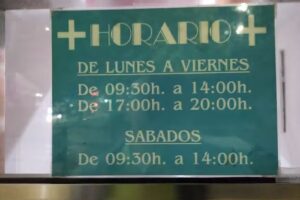 +HORARIO+
DE LUNES A VIERNES
De 09:30h. a 14:00h.
De 17:00h. a 20:00h.
SABADOS
De 09:30h. a 14:00h.